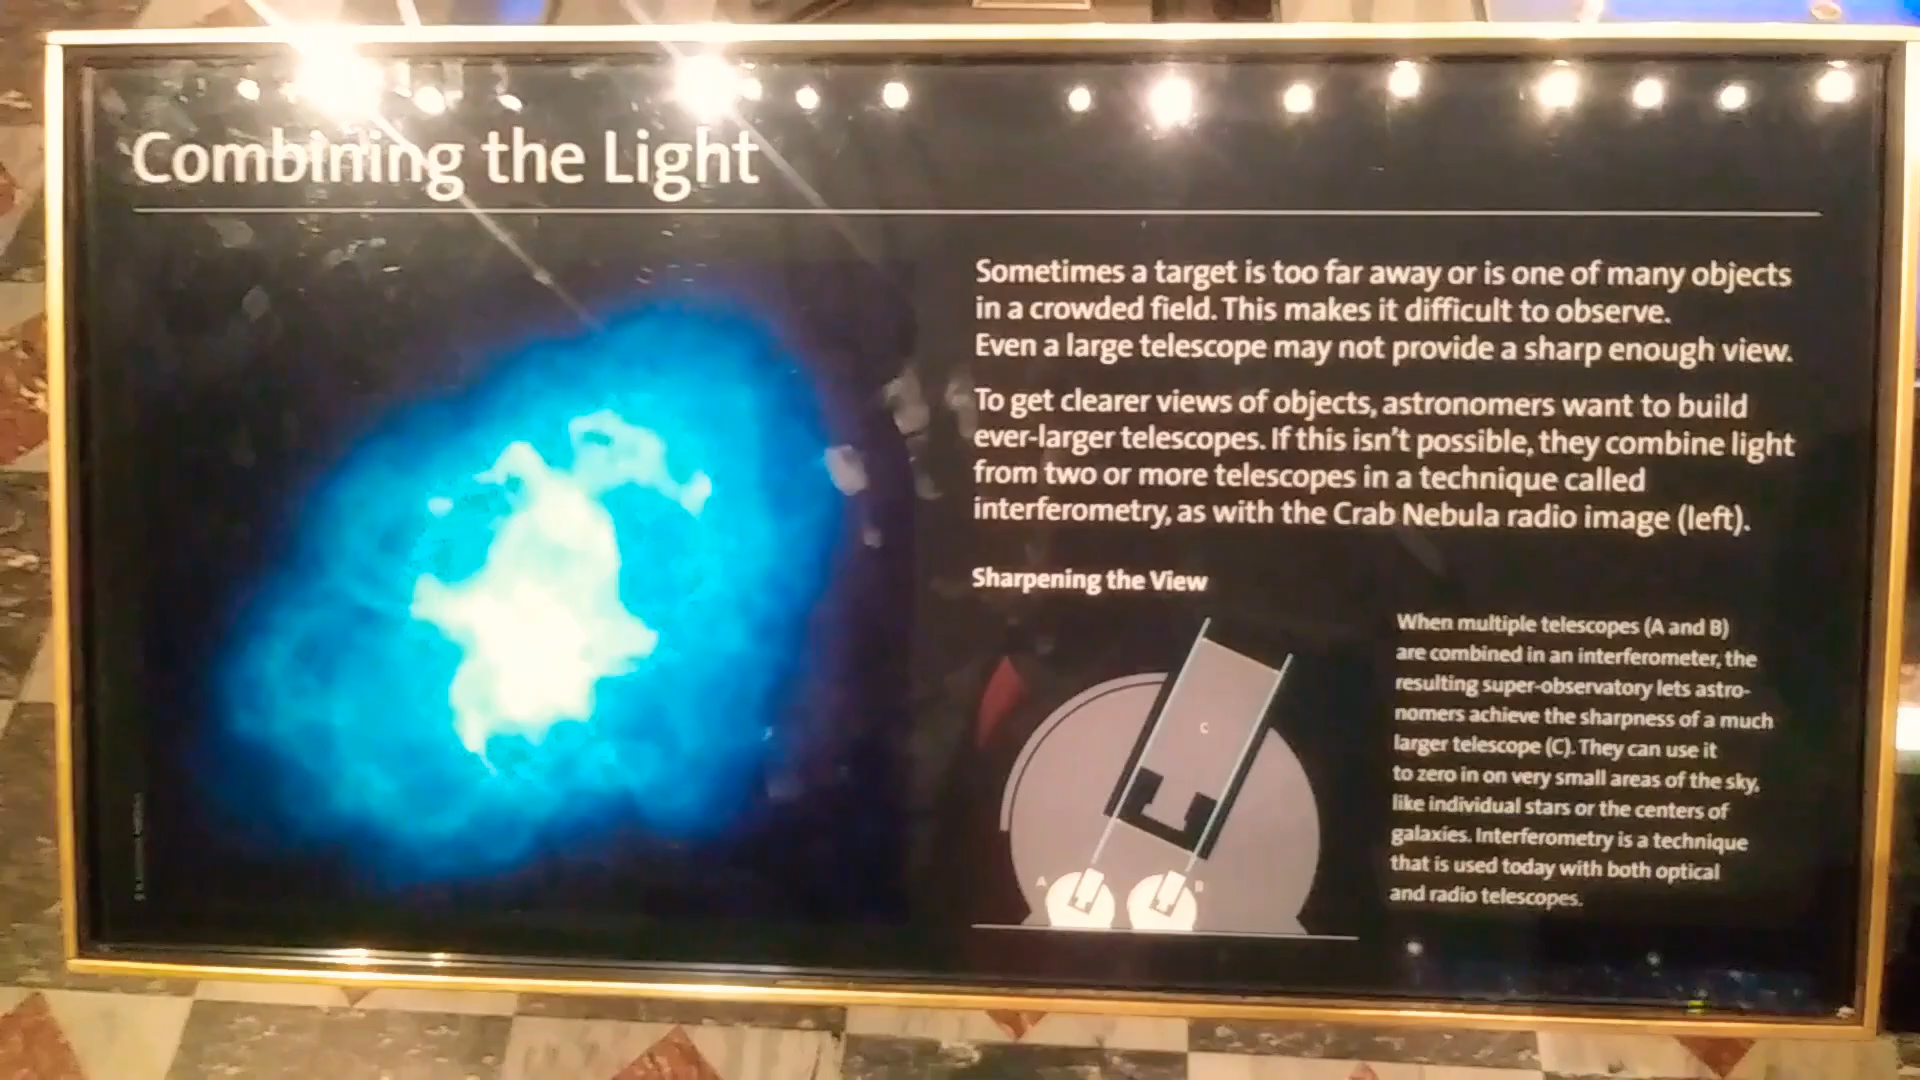 Combining the Light
Sometimes a target is too far away or is one of many objects
in a crowded field. This makes it difficult to observe.
Even a large telescope may not provide a sharp enough view.
To get clearer views of objects, astronomers want to build
ever-larger telescopes. If this isn't possible, they combine light
from two or more telescopes in a technique called
interferometry, as with the Crab Nebula radio image (left).
Sharpening the View
C
A
B
When multiple telescopes (A and B)
are combined in an interferometer, the
resulting super-observatory lets astro-
nomers achieve the sharpness of a much
larger telescope (C). They can use it
to zero in on very small areas of the sky,
like individual stars or the centers of
galaxies. Interferometry is a technique
that is used today with both optical
and radio telescopes.